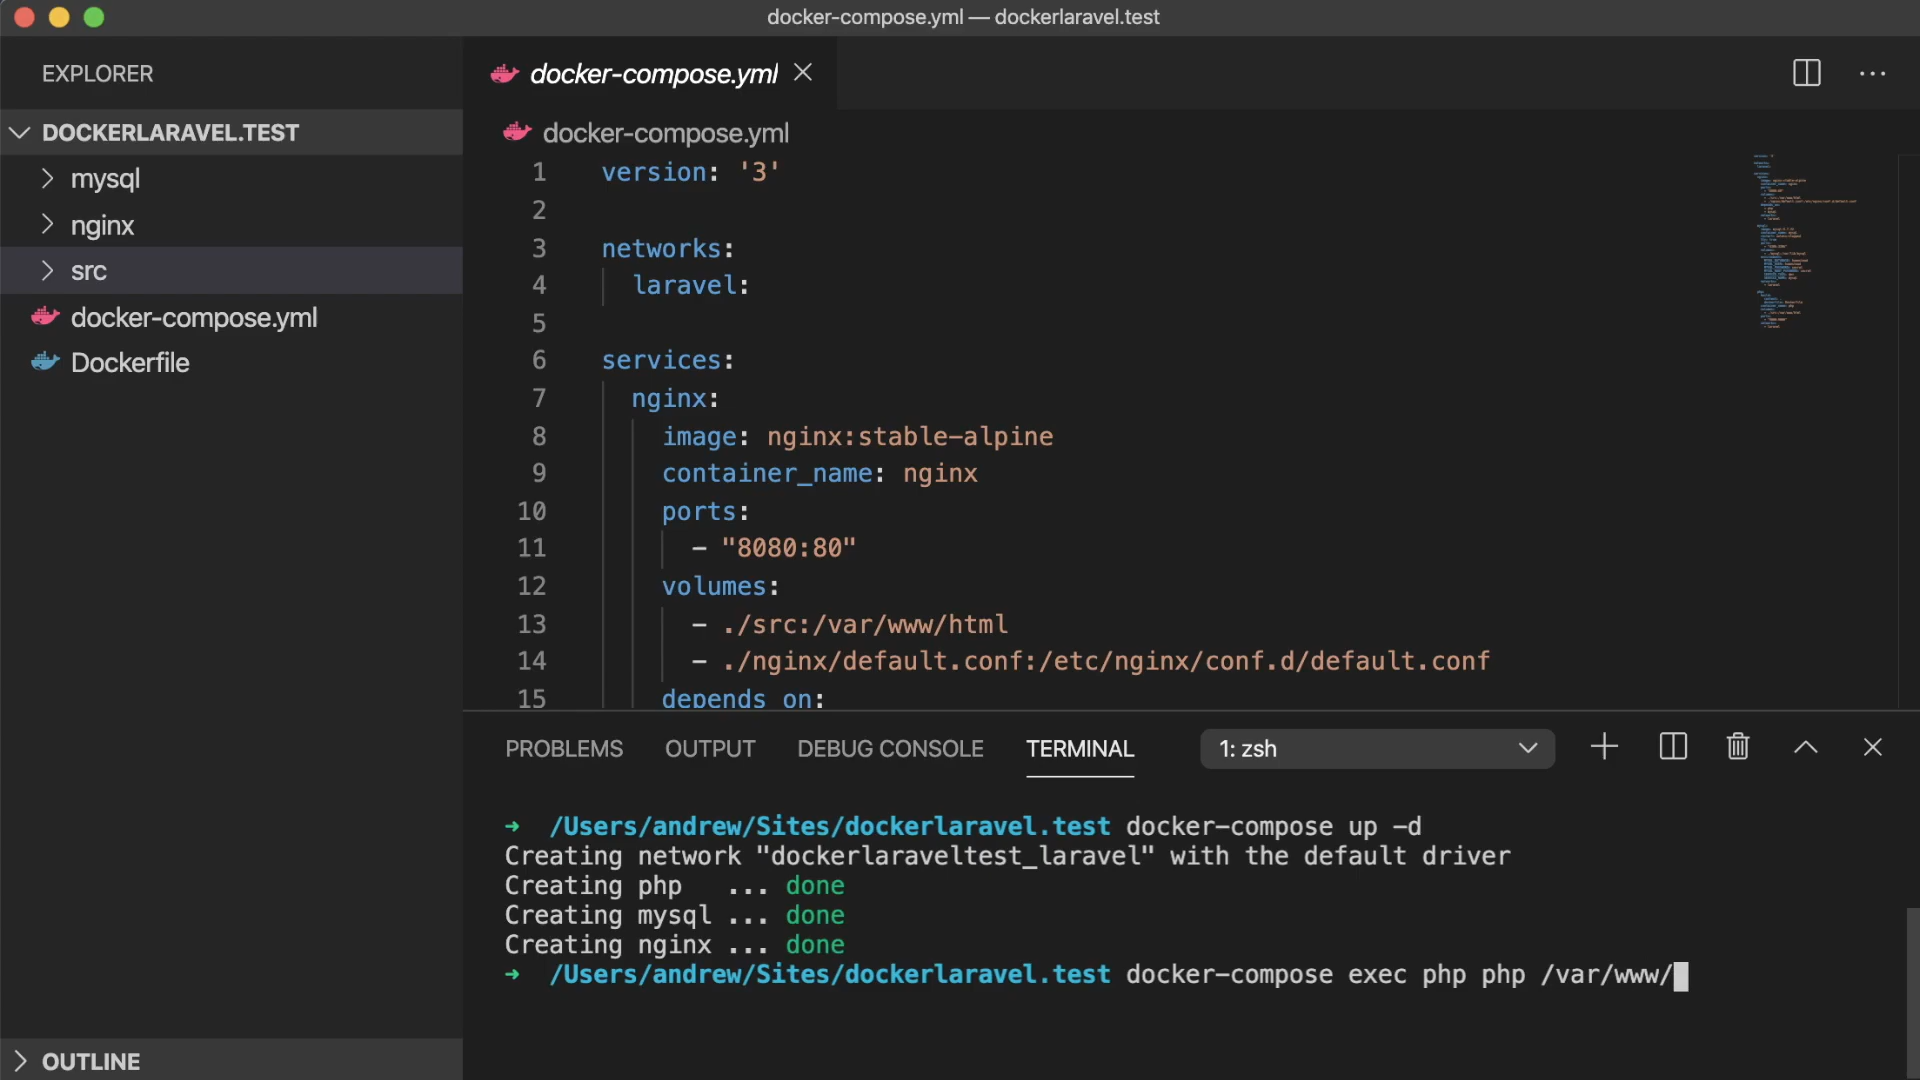 docker-compose.yml — dockerlaravel.test
EXPLORER
DOCKERLARAVEL.TEST
mysql
nginx
src
docker-compose.yml
Dockerfile
OUTLINE
docker-compose.yml
docker-compose.yml
1 version: '3'
2
3 networks:
4 laravel:
5
6 services:
7 nginx:
8 image: nginx:stable-alpine
9 container_name: nginx
10 ports:
11 - "8080:80"
12 volumes:
13 - ./src:/var/www/html
14 - ./nginx/default.conf:/etc/nginx/conf.d/default.conf
15 depends_on:
PROBLEMS OUTPUT DEBUG CONSOLE TERMINAL 1: zsh
➜ /Users/andrew/Sites/dockerlaravel.test docker-compose up -d
Creating network "dockerlaraveltest_laravel" with the default driver
Creating php ... done
Creating mysql ... done
Creating nginx ... done
➜ /Users/andrew/Sites/dockerlaravel.test docker-compose exec php php /var/www/